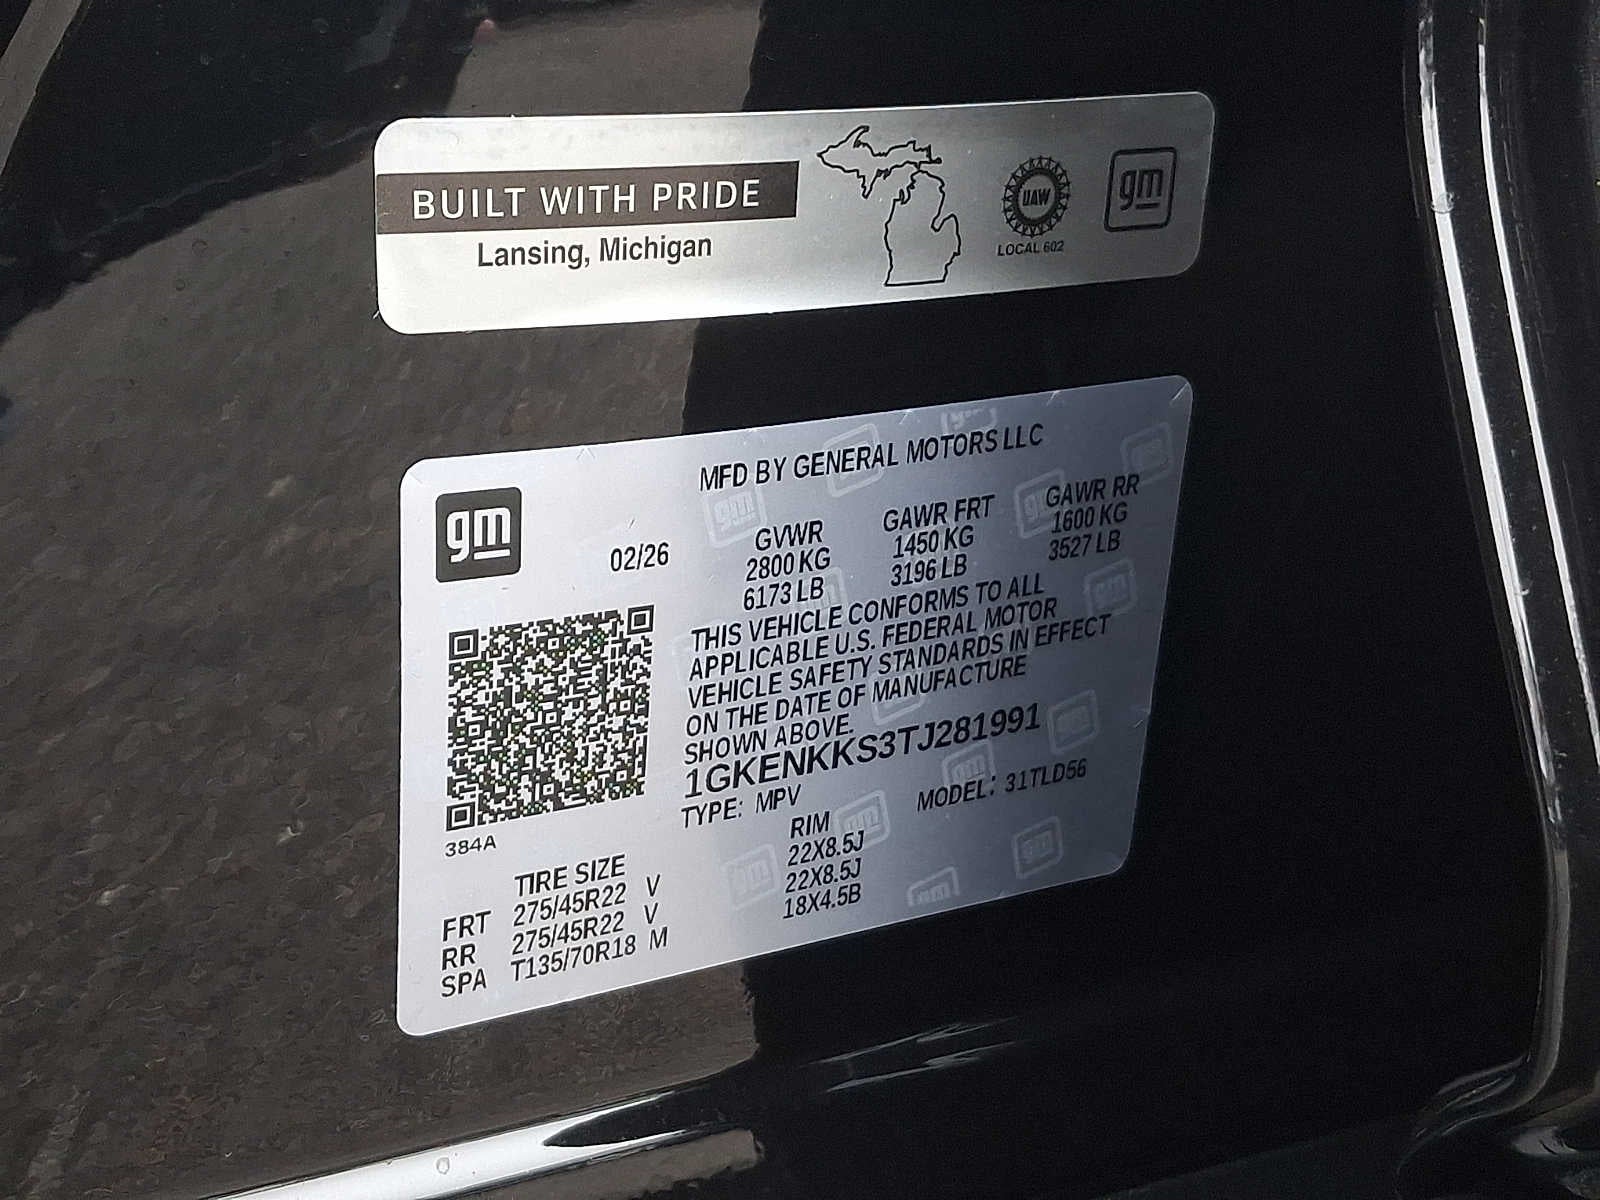 BUILT WITH PRIDE
Lansing, Michigan
UAW
LOCAL 602
gm
MFD BY GENERAL MOTORS LLC
gm
02/26
GVWR GAWR FRT GAWR RR
2800 KG 1450 KG 1600 KG
6173 LB 3196 LB 3527 LB
THIS VEHICLE CONFORMS TO ALL
APPLICABLE U.S. FEDERAL MOTOR
VEHICLE SAFETY STANDARDS IN EFFECT
ON THE DATE OF MANUFACTURE
SHOWN ABOVE.
1GKENKKS3TJ281991
TYPE: MPV MODEL: 31TLD56
384A
TIRE SIZE RIM
FRT 275/45R22 V 22X8.5J
RR 275/45R22 V 22X8.5J
SPA T135/70R18 M 18X4.5B